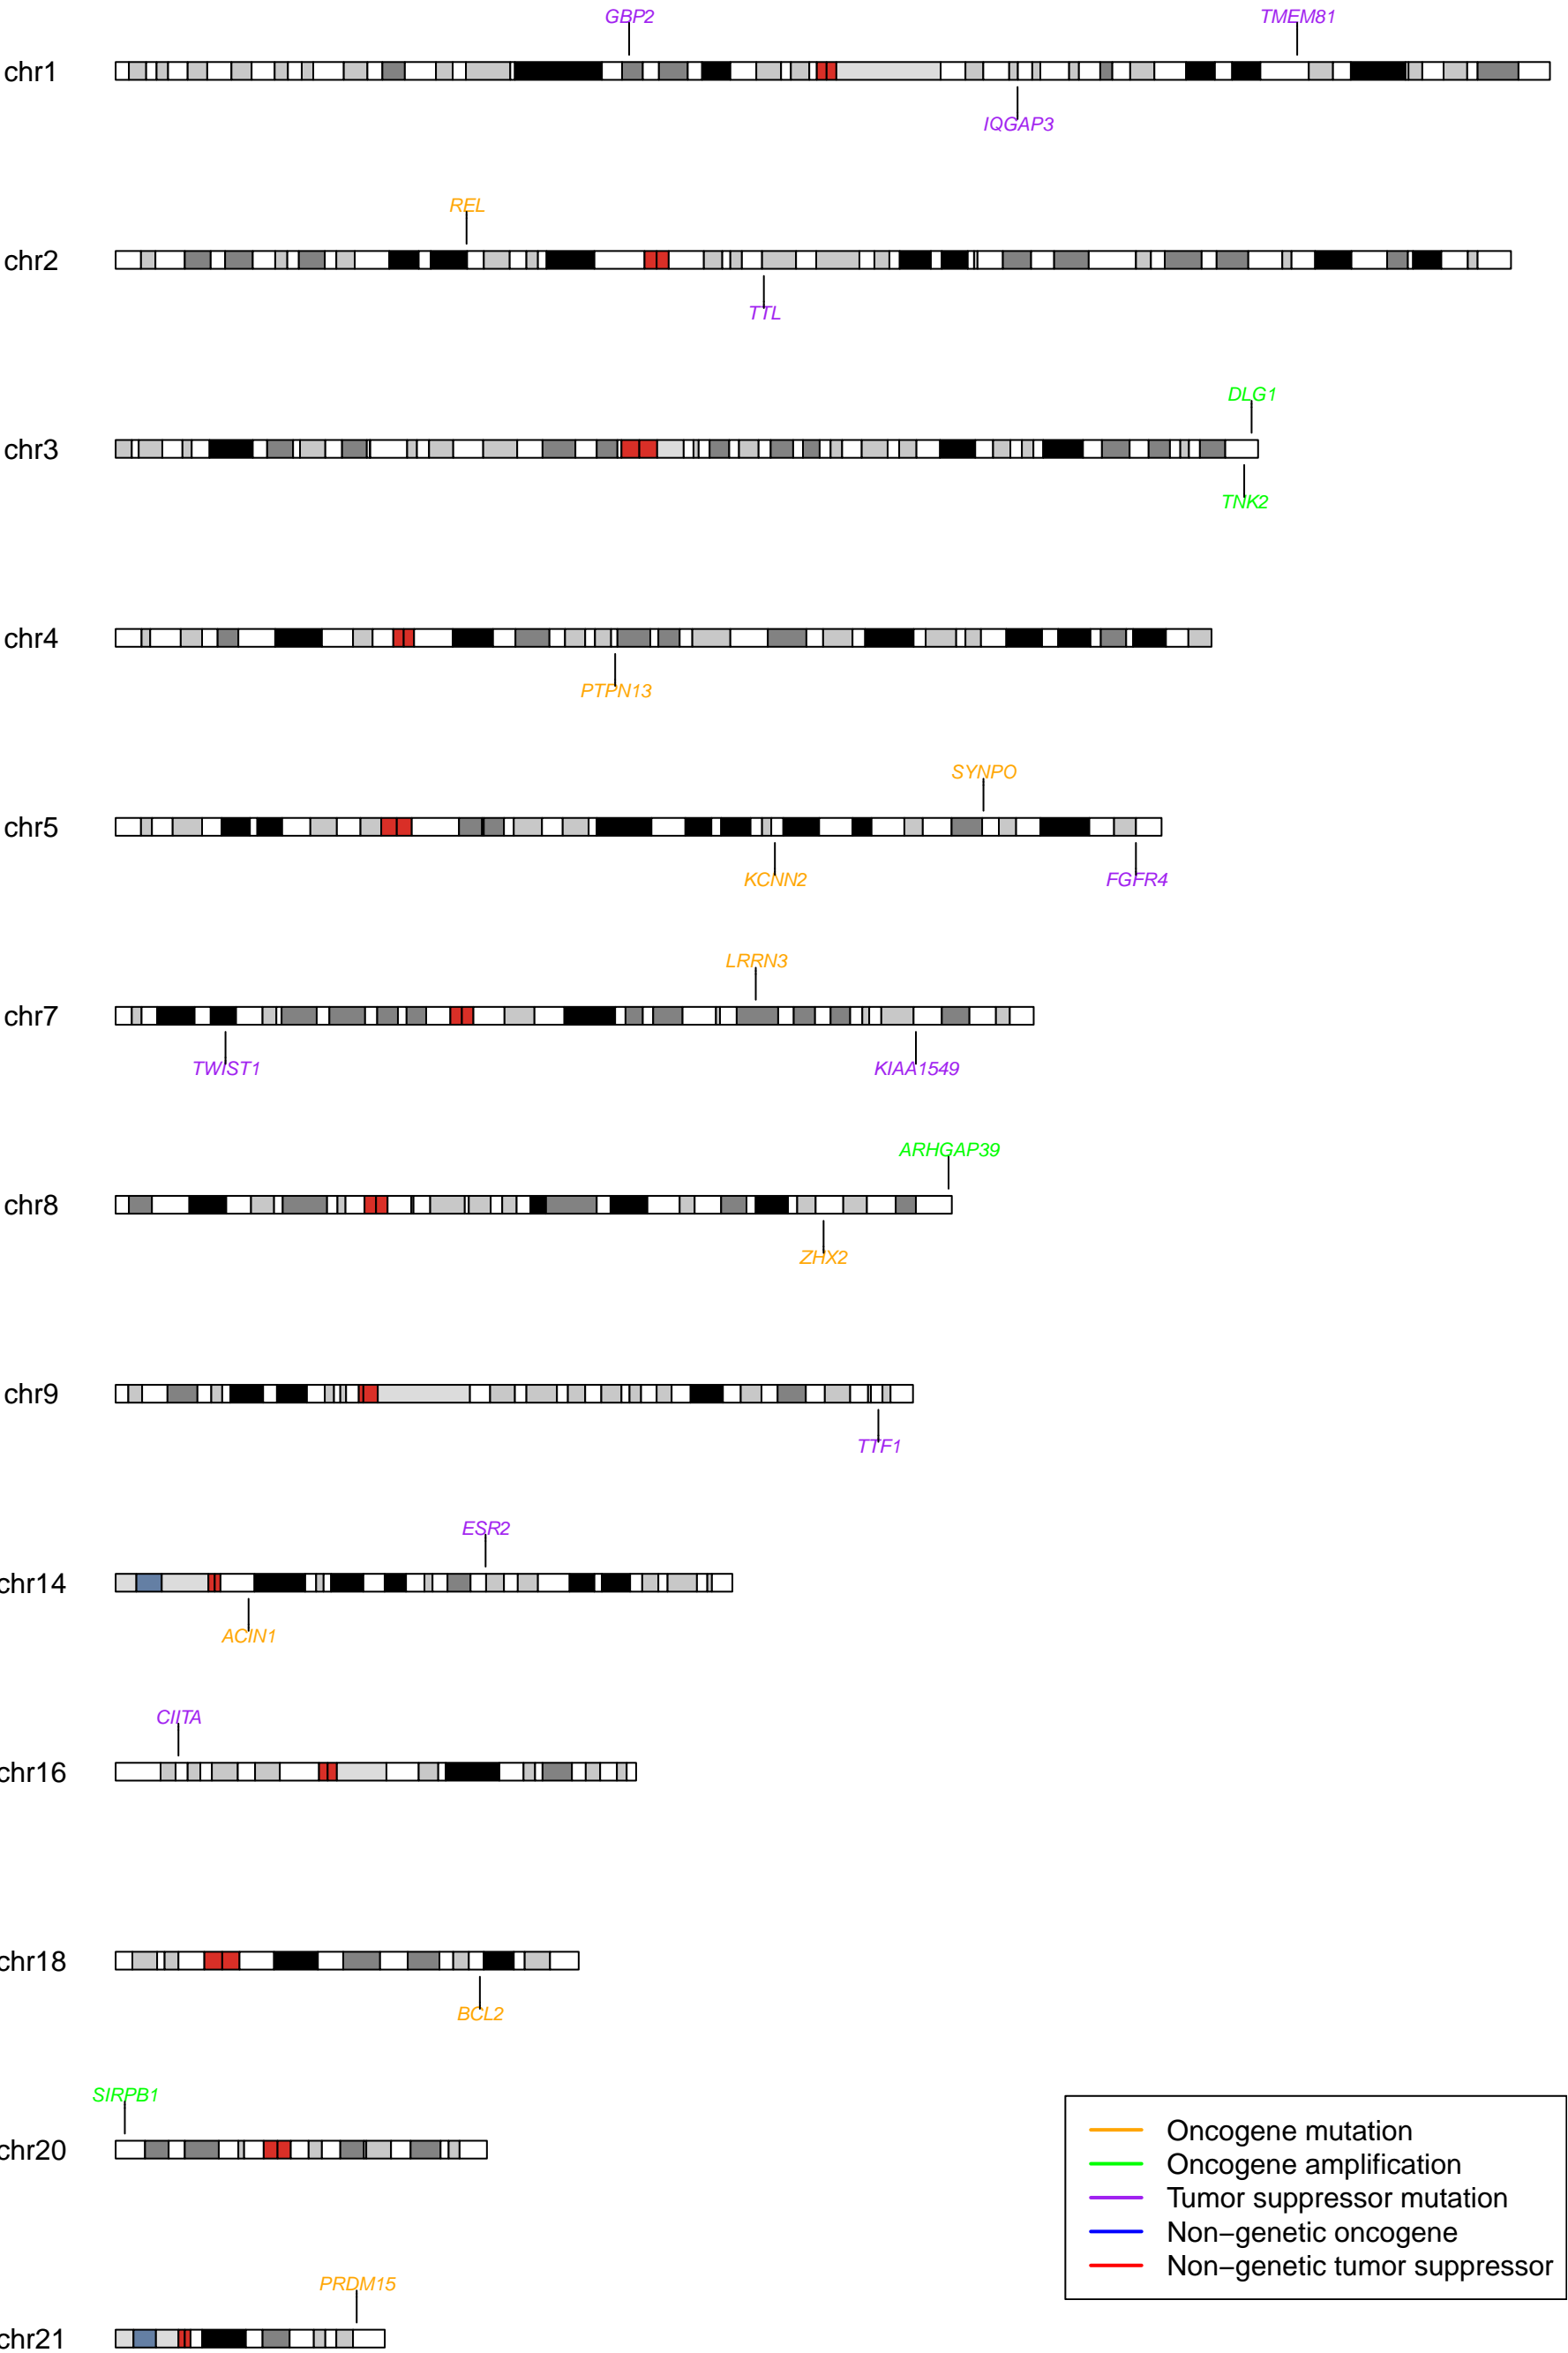 GBP2 TMEM81
chr1
IQGAP3
REL
chr2
TTL
DLG1
chr3
TNK2
chr4
PTPN13
SYNPO
chr5
KCNN2 FGFR4
LRRN3
chr7
TWIST1 KIAA1549
ARHGAP39
chr8
ZHX2
chr9
TTF1
ESR2
chr14
ACIN1
CIITA
chr16
chr18
BCL2
SIRPB1
chr20
Oncogene mutation
Oncogene amplification
Tumor suppressor mutation
Non−genetic oncogene
Non−genetic tumor suppressor
PRDM15
chr21